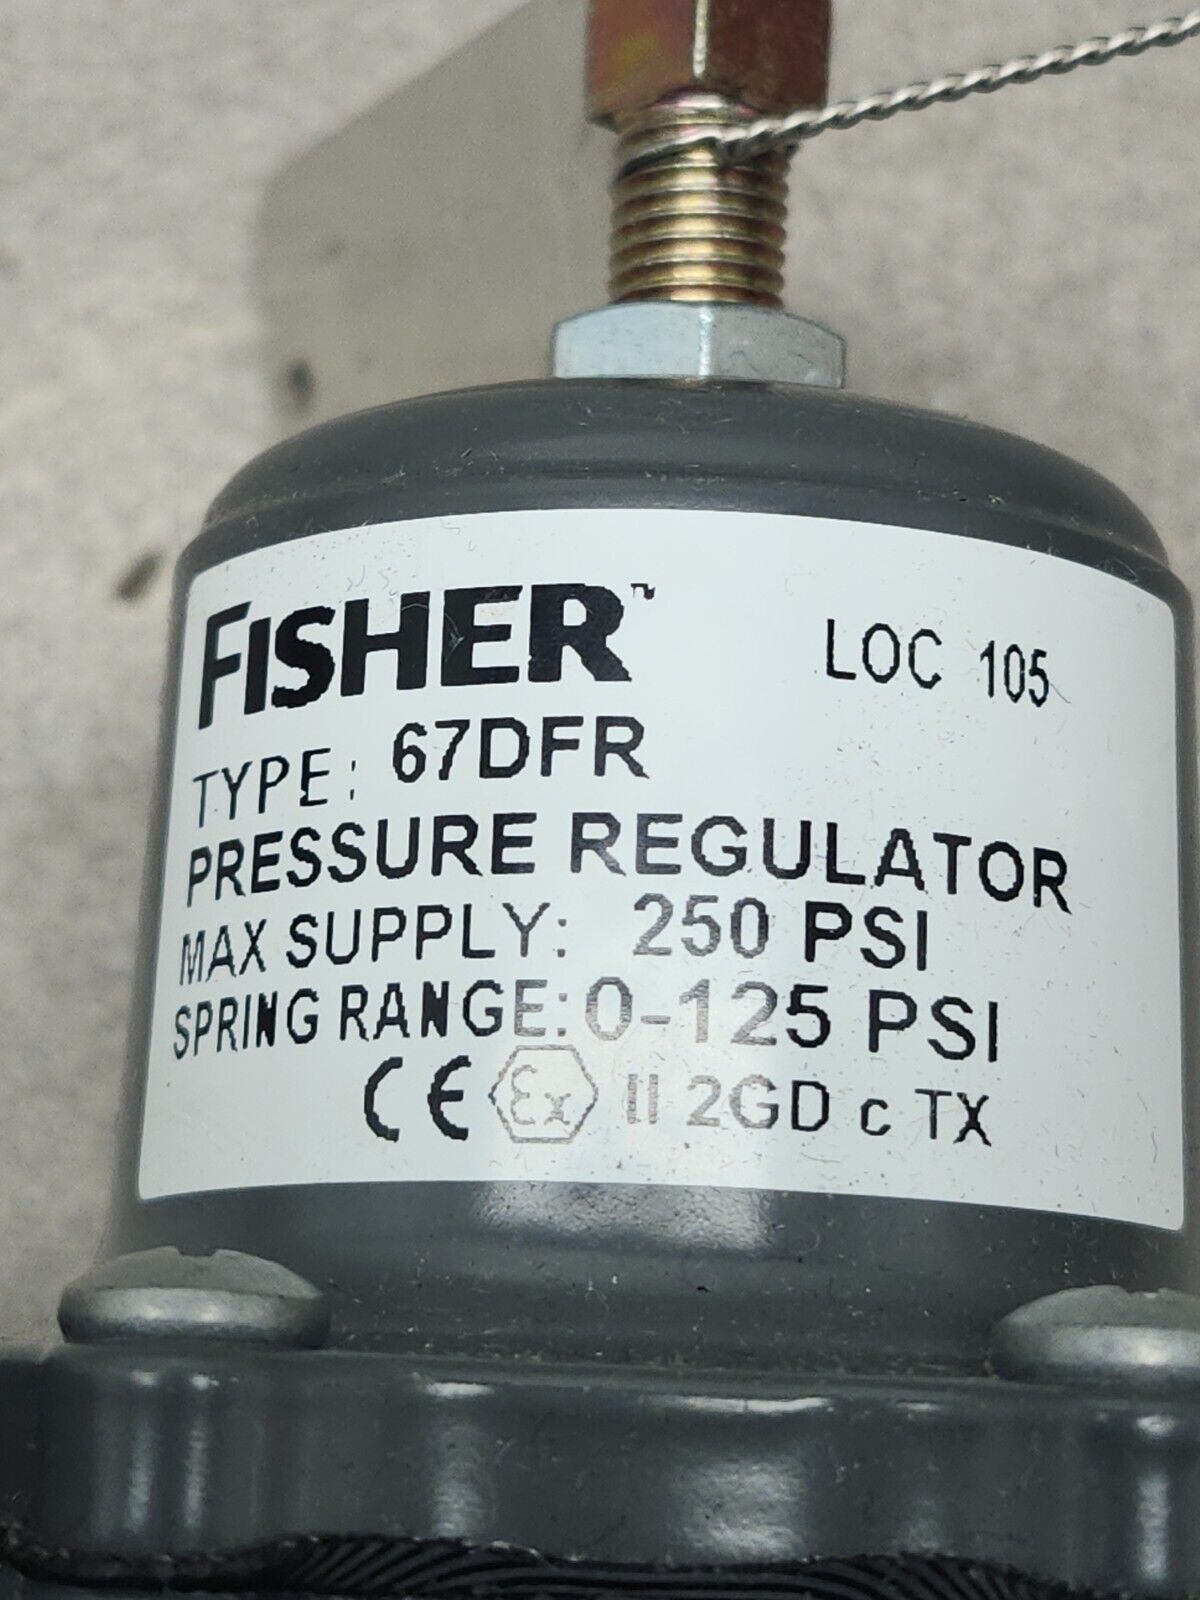 FISHER™ LOC 105
TYPE: 67DFR
PRESSURE REGULATOR
MAX SUPPLY: 250 PSI
SPRING RANGE: 0-125 PSI
CE Ex II 2GD c TX